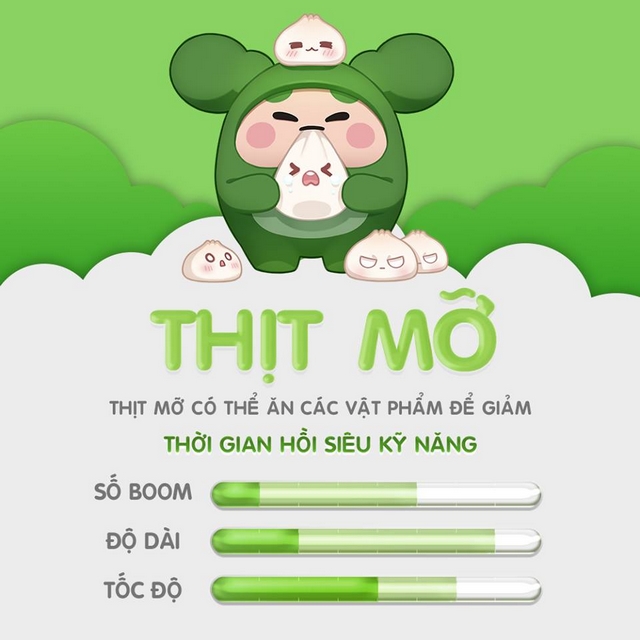 THỊT MỠ
THỊT MỠ CÓ THỂ ĂN CÁC VẬT PHẨM ĐỂ GIẢM
THỜI GIAN HỒI SIÊU KỸ NĂNG
SỐ BOOM
ĐỘ DÀI
TỐC ĐỘ